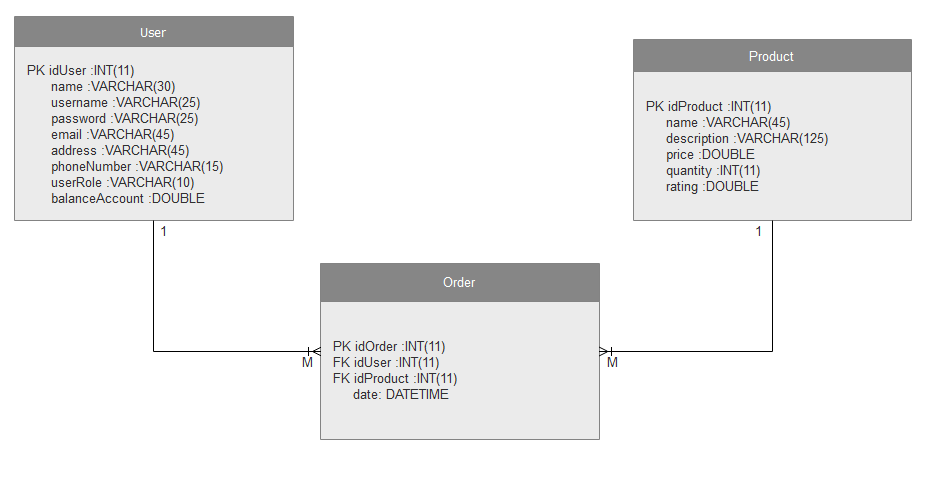 User
PK idUser :INT(11)
name :VARCHAR(30)
username :VARCHAR(25)
password :VARCHAR(25)
email :VARCHAR(45)
address :VARCHAR(45)
phoneNumber :VARCHAR(15)
userRole :VARCHAR(10)
balanceAccount :DOUBLE
1
Product
PK idProduct :INT(11)
name :VARCHAR(45)
description :VARCHAR(125)
price :DOUBLE
quantity :INT(11)
rating :DOUBLE
1
Order
PK idOrder :INT(11)
FK idUser :INT(11)
FK idProduct :INT(11)
date: DATETIME
M
M